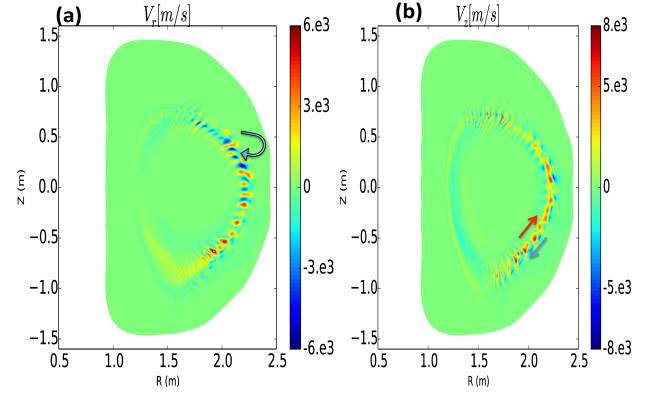 (a)
V_r[m/s]
6.e3
3.e3
0
-3.e3
-6.e3
1.5
1.0
0.5
0.0
−0.5
−1.0
−1.5
Z (m)
0.5 1.0 1.5 2.0 2.5
R (m)
(b)
V_z[m/s]
8.e3
5.e3
0
-5.e3
-8.e3
1.5
1.0
0.5
0.0
−0.5
−1.0
−1.5
Z (m)
0.5 1.0 1.5 2.0 2.5
R (m)